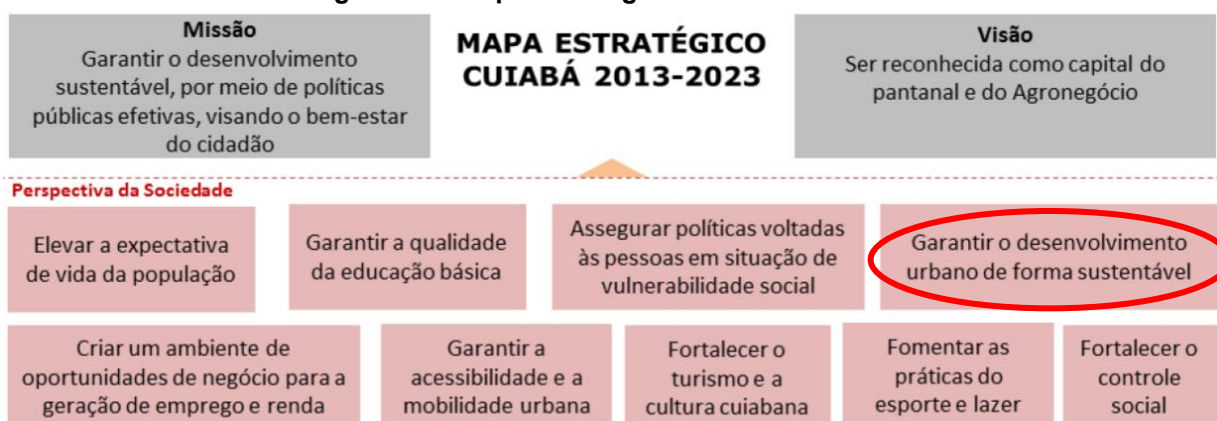 Missão
Garantir o desenvolvimento
sustentável, por meio de políticas
públicas efetivas, visando o bem-estar
do cidadão
MAPA ESTRATÉGICO
CUIABÁ 2013-2023
Visão
Ser reconhecida como capital do
pantanal e do Agronegócio
Perspectiva da Sociedade
Elevar a expectativa
de vida da população
Garantir a qualidade
da educação básica
Assegurar políticas voltadas
às pessoas em situação de
vulnerabilidade social
Garantir o desenvolvimento
urbano de forma sustentável
Criar um ambiente de
oportunidades de negócio para a
geração de emprego e renda
Garantir a
acessibilidade e a
mobilidade urbana
Fortalecer o
turismo e a
cultura cuiabana
Fomentar as
práticas do
esporte e lazer
Fortalecer o
controle
social